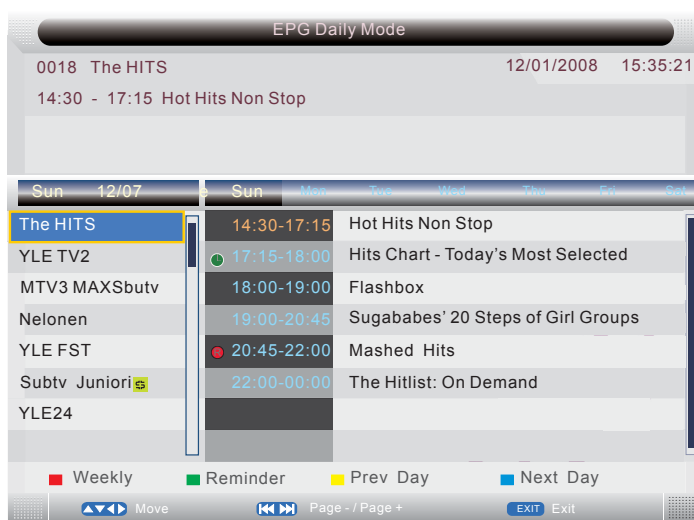 EPG Daily Mode
0018 The HITS 12/01/2008 15:35:21
14:30 - 17:15 Hot Hits Non Stop
Sun 12/07 e Sun Mon Tue Wed Thu Fri Sat
The HITS 14:30-17:15 Hot Hits Non Stop
YLE TV2 17:15-18:00 Hits Chart - Today's Most Selected
MTV3 MAXSbutv 18:00-19:00 Flashbox
Nelonen 19:00-20:45 Sugababes' 20 Steps of Girl Groups
YLE FST 20:45-22:00 Mashed Hits
Subtv Juniori $ 22:00-00:00 The Hitlist: On Demand
YLE24
Weekly Reminder Prev Day Next Day
Move Page - / Page + EXIT Exit